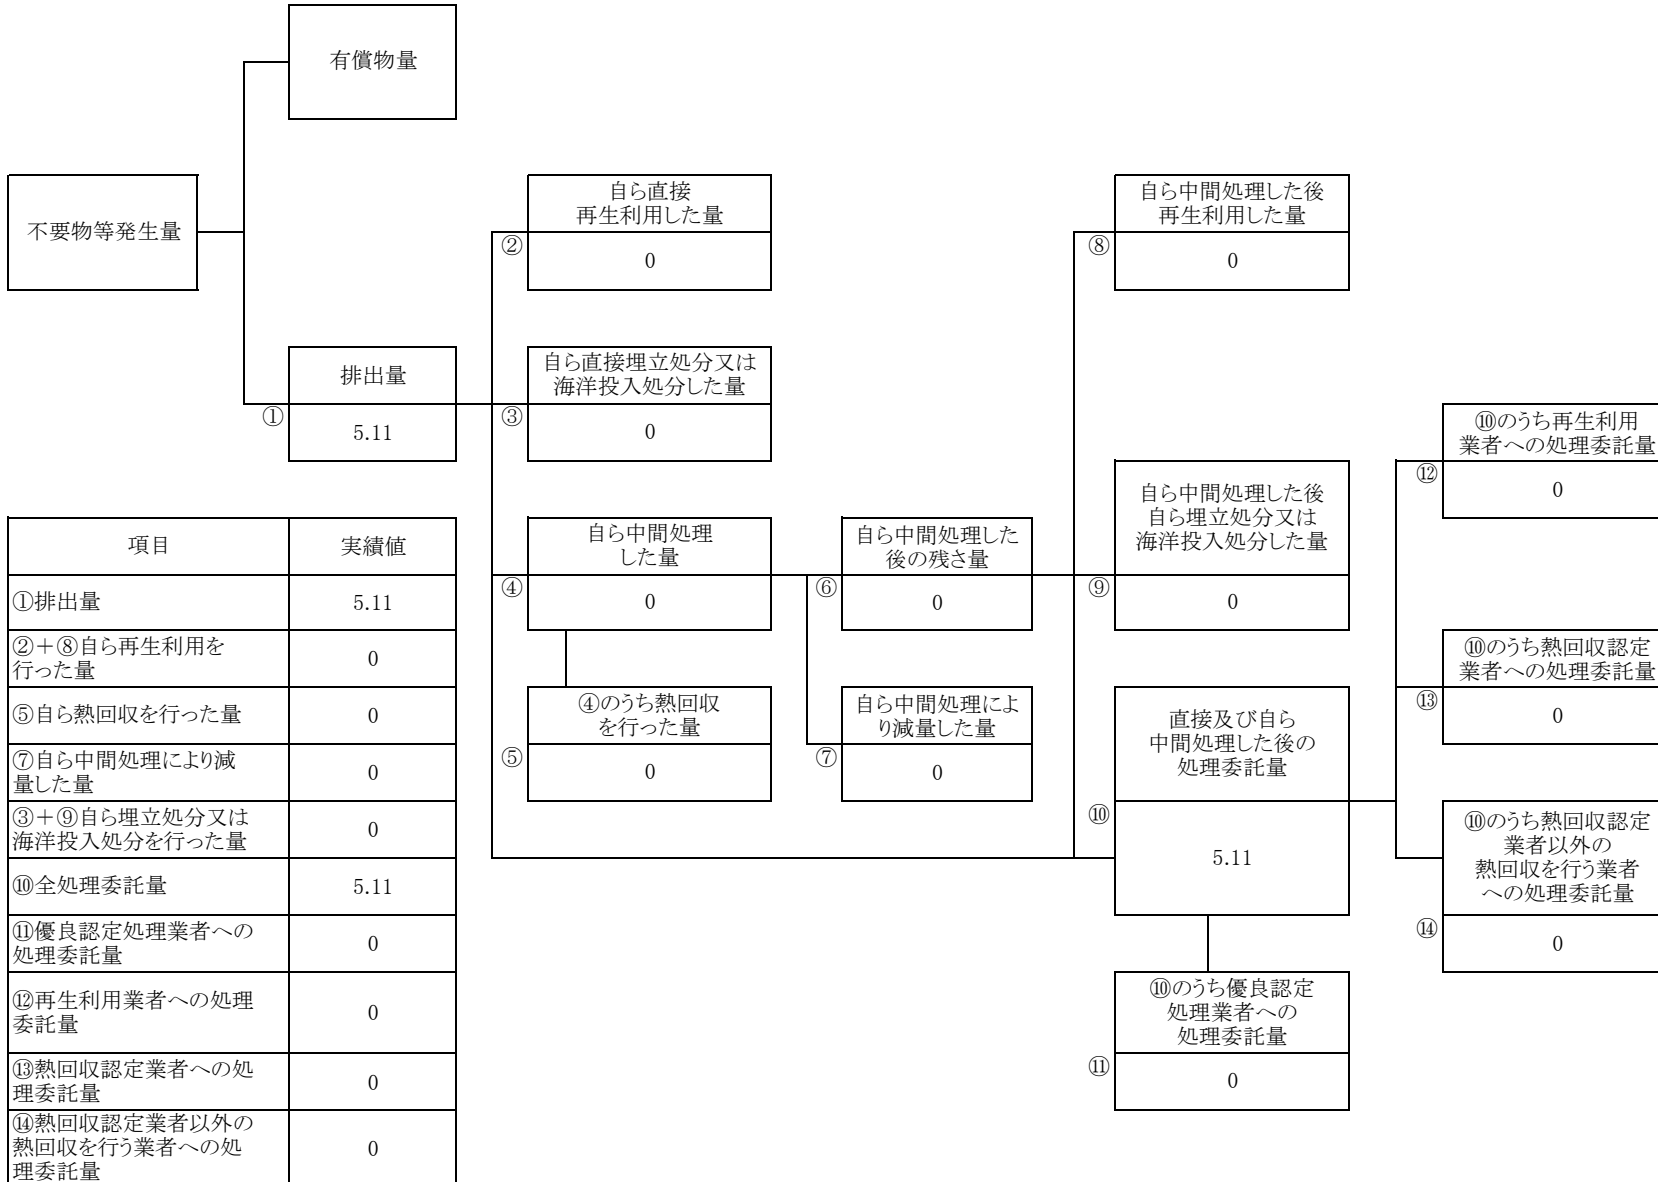 有償物量
不要物等発生量
自ら直接
再生利用した量
②
0
自ら中間処理した後
再生利用した量
⑧
0
排出量
①
5.11
自ら直接埋立処分又は
海洋投入処分した量
③
0
⑩のうち再生利用
業者への処理委託量
⑫
0
自ら中間処理
した量
④
0
自ら中間処理した
後の残さ量
⑥
0
自ら中間処理した後
自ら埋立処分又は
海洋投入処分した量
⑨
0
⑩のうち熱回収認定
業者への処理委託量
⑬
0
④のうち熱回収
を行った量
⑤
0
自ら中間処理によ
り減量した量
⑦
0
直接及び自ら
中間処理した後の
処理委託量
⑩
5.11
⑩のうち熱回収認定
業者以外の
熱回収を行う業者
への処理委託量
⑭
0
⑩のうち優良認定
処理業者への
処理委託量
⑪
0
項目 実績値
①排出量 5.11
②+⑧自ら再生利用を
行った量 0
⑤自ら熱回収を行った量 0
⑦自ら中間処理により減
量した量 0
③+⑨自ら埋立処分又は
海洋投入処分を行った量 0
⑩全処理委託量 5.11
⑪優良認定処理業者への
処理委託量 0
⑫再生利用業者への処理
委託量 0
⑬熱回収認定業者への処
理委託量 0
⑭熱回収認定業者以外の
熱回収を行う業者への処 0
理委託量